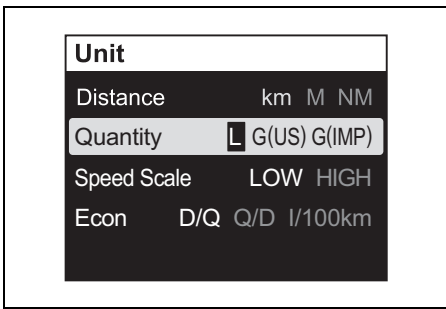 Unit
Distance km M NM
Quantity L G(US) G(IMP)
Speed Scale LOW HIGH
Econ D/Q Q/D l/100km